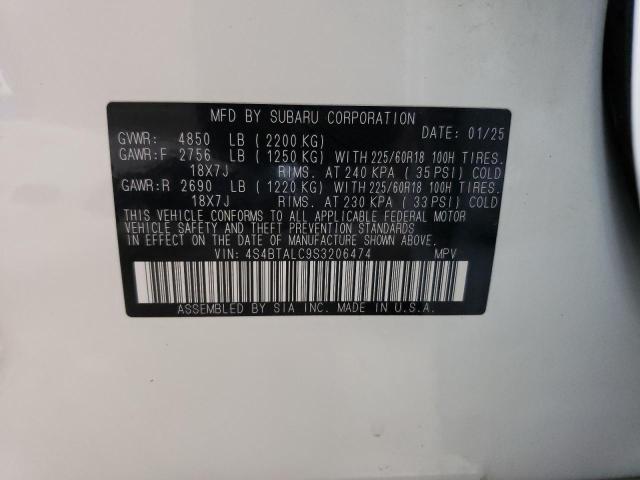 MFD BY SUBARU CORPORATION
GVWR: 4850 LB ( 2200 KG) DATE: 01/25
GAWR:F 2756 LB ( 1250 KG) WITH 225/60R18 100H TIRES.
18X7J RIMS. AT 240 KPA ( 35 PSI) COLD
GAWR:R 2690 LB ( 1220 KG) WITH 225/60R18 100H TIRES.
18X7J RIMS. AT 230 KPA ( 33 PSI) COLD
THIS VEHICLE CONFORMS TO ALL APPLICABLE FEDERAL MOTOR
VEHICLE SAFETY, BUMPER, AND THEFT PREVENTION STANDARDS
IN EFFECT ON THE DATE OF MANUFACTURE SHOWN ABOVE.
VIN: 4S4BTALC9S3206474 MPV
ASSEMBLED BY SIA INC. MADE IN U.S.A.